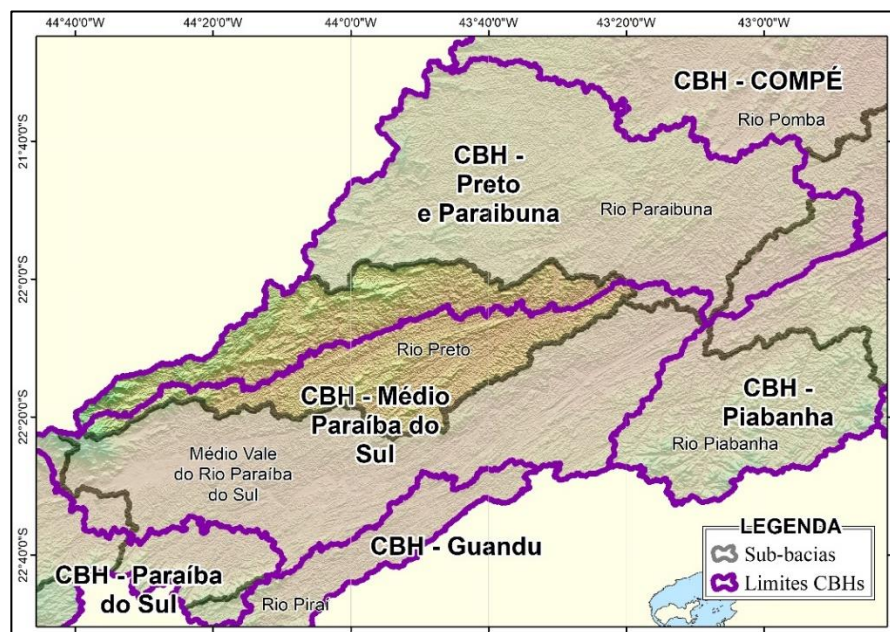 44°40'0"W 44°20'0"W 44°0'0"W 43°40'0"W 43°20'0"W 43°0'0"W
CBH - COMPÉ
Rio Pomba
21°40'0"S
CBH -
Preto
e Paraibuna
Rio Paraibuna
22°0'0"S
Rio Preto
CBH - Médio
Paraíba do
Sul
CBH -
Piabanha
Rio Piabanha
22°20'0"S
Médio Vale
do Rio Paraíba
do Sul
CBH - Guandu
22°40'0"S
CBH - Paraíba
do Sul
Rio Piraí
LEGENDA
Sub-bacias
Limites CBHs